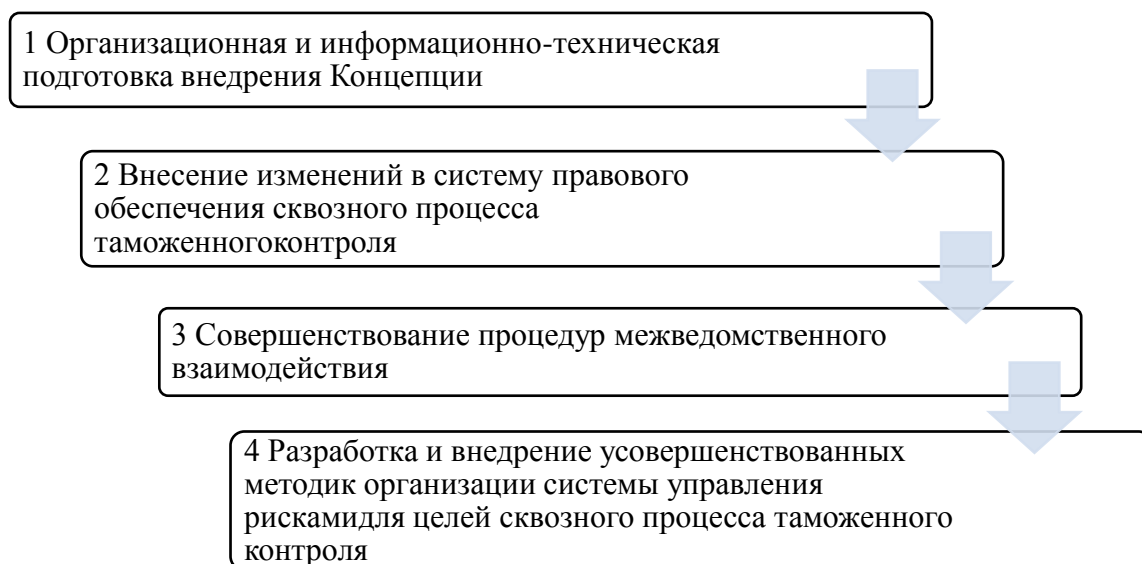 1 Организационная и информационно-техническая
подготовка внедрения Концепции
2 Внесение изменений в систему правового
обеспечения сквозного процесса
таможенногоконтроля
3 Совершенствование процедур межведомственного
взаимодействия
4 Разработка и внедрение усовершенствованных
методик организации системы управления
рискамидля целей сквозного процесса таможенного
контроля